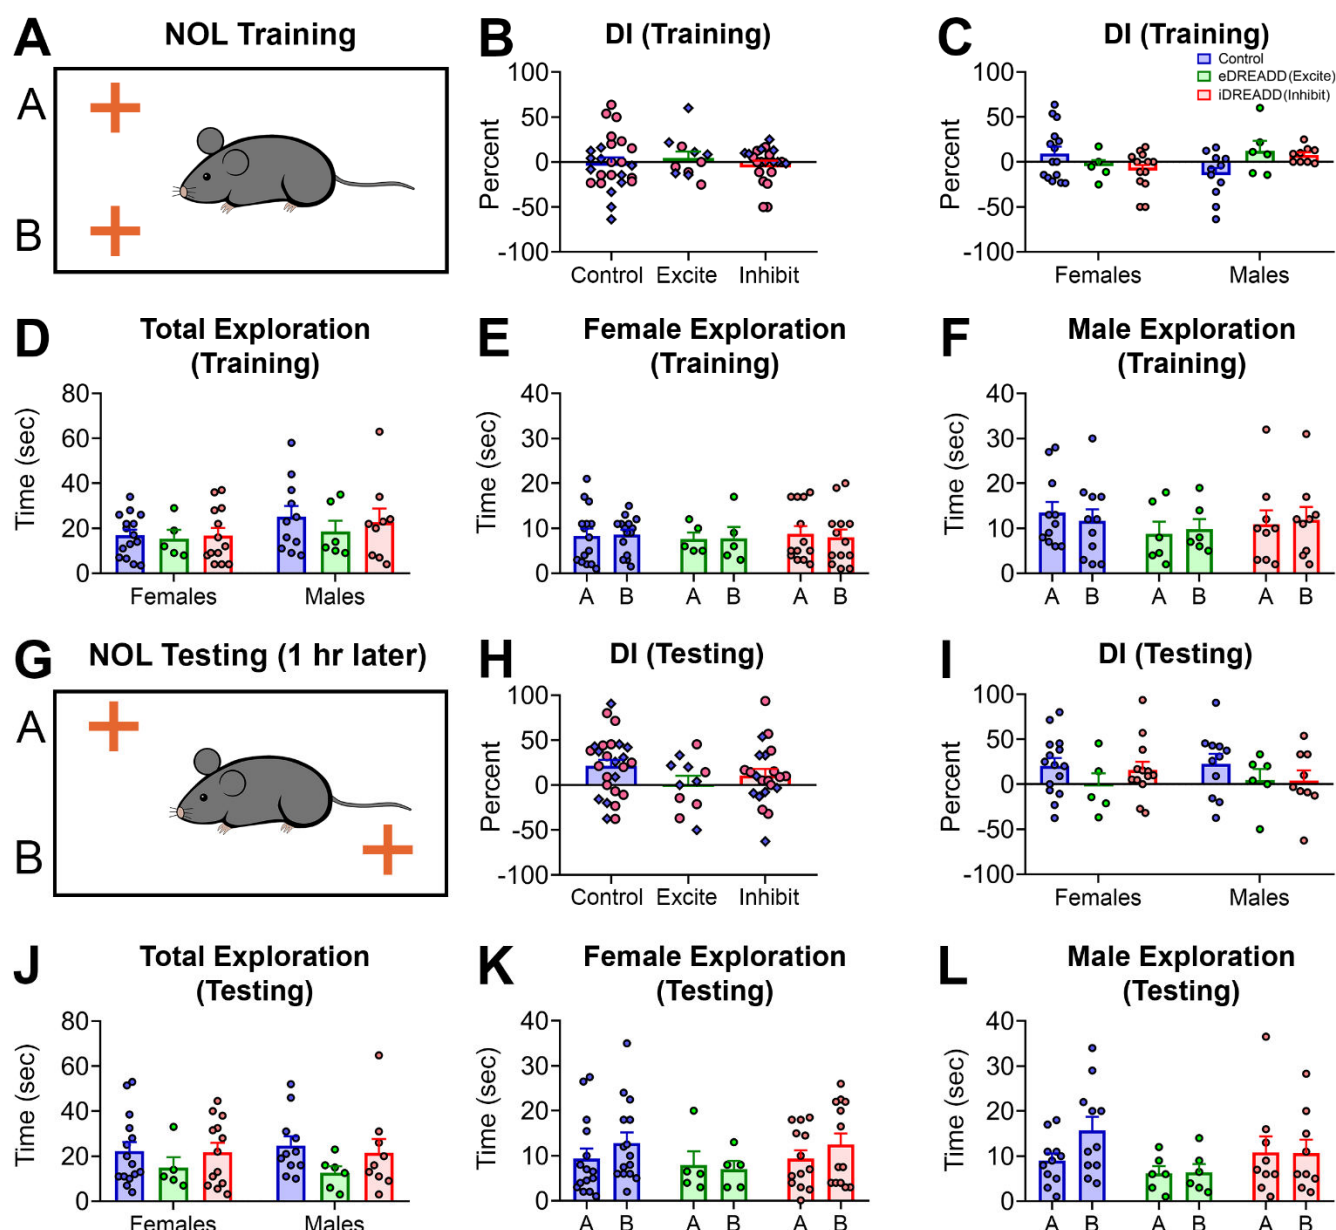 A NOL Training
A
B
B DI (Training)
Percent
100
50
0
-50
-100
Control Excite Inhibit
C DI (Training)
Control
eDREADD(Excite)
iDREADD(Inhibit)
Percent
100
50
0
-50
-100
Females Males
D Total Exploration
(Training)
Time (sec)
80
60
40
20
0
Females Males
E Female Exploration
(Training)
Time (sec)
40
30
20
10
0
A B A B A B
F Male Exploration
(Training)
Time (sec)
40
30
20
10
0
A B A B A B
G NOL Testing (1 hr later)
A
B
H DI (Testing)
Percent
100
50
0
-50
-100
Control Excite Inhibit
I DI (Testing)
Percent
100
50
0
-50
-100
Females Males
J Total Exploration
(Testing)
Time (sec)
80
60
40
20
0
Females Males
K Female Exploration
(Testing)
Time (sec)
40
30
20
10
0
A B A B A B
L Male Exploration
(Testing)
Time (sec)
40
30
20
10
0
A B A B A B